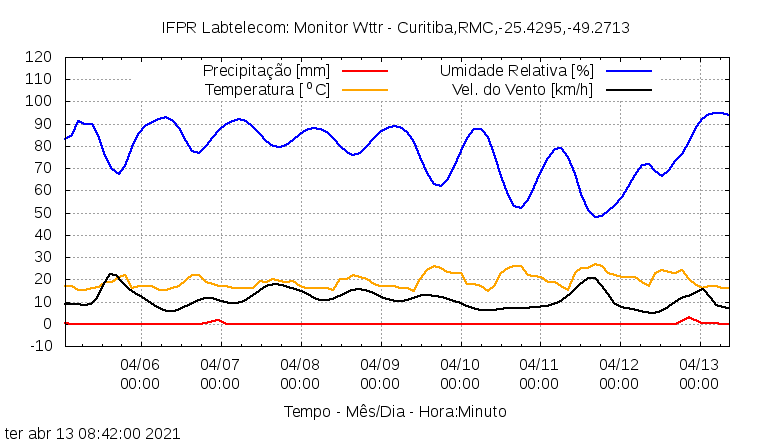 IFPR Labtelecom: Monitor Wttr - Curitiba,RMC,-25.4295,-49.2713
Precipitação [mm]
Umidade Relativa [%]
Temperatura [⁰C]
Vel. do Vento [km/h]
120
110
100
90
80
70
60
50
40
30
20
10
0
-10
04/06 04/07 04/08 04/09 04/10 04/11 04/12 04/13
00:00 00:00 00:00 00:00 00:00 00:00 00:00 00:00
Tempo - Mês/Dia - Hora:Minuto
ter abr 13 08:42:00 2021